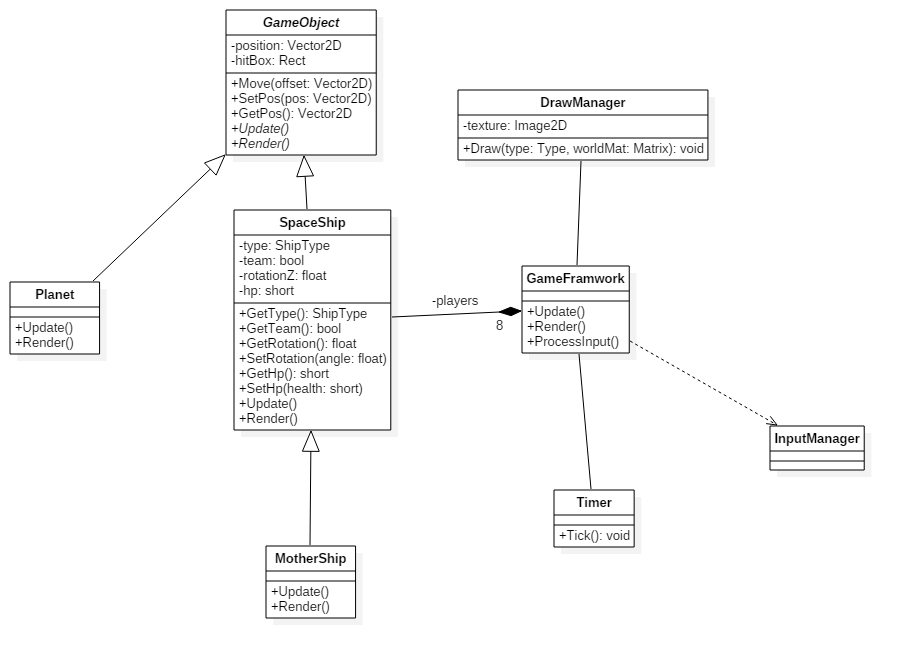 GameObject
-position: Vector2D
-hitBox: Rect
+Move(offset: Vector2D)
+SetPos(pos: Vector2D)
+GetPos(): Vector2D
+Update()
+Render()
DrawManager
-texture: Image2D
+Draw(type: Type, worldMat: Matrix): void
SpaceShip
-type: ShipType
-team: bool
-rotationZ: float
-hp: short
+GetType(): ShipType
+GetTeam(): bool
+GetRotation(): float
+SetRotation(angle: float)
+GetHp(): short
+SetHp(health: short)
+Update()
+Render()
Planet
+Update()
+Render()
-players
8
GameFramwork
+Update()
+Render()
+ProcessInput()
InputManager
Timer
+Tick(): void
MotherShip
+Update()
+Render()